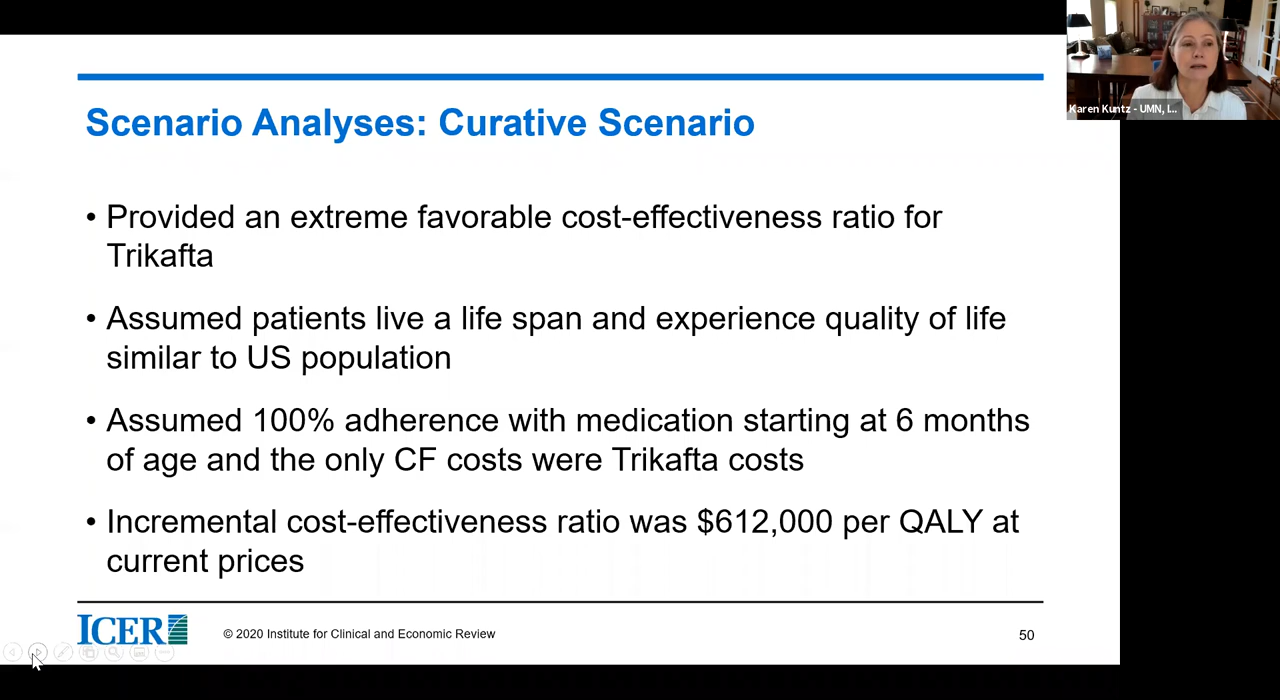 Karen Kuntz - UMN, I...
Scenario Analyses: Curative Scenario
• Provided an extreme favorable cost-effectiveness ratio for
Trikafta
• Assumed patients live a life span and experience quality of life
similar to US population
• Assumed 100% adherence with medication starting at 6 months
of age and the only CF costs were Trikafta costs
• Incremental cost-effectiveness ratio was $612,000 per QALY at
current prices
ICER
© 2020 Institute for Clinical and Economic Review
50